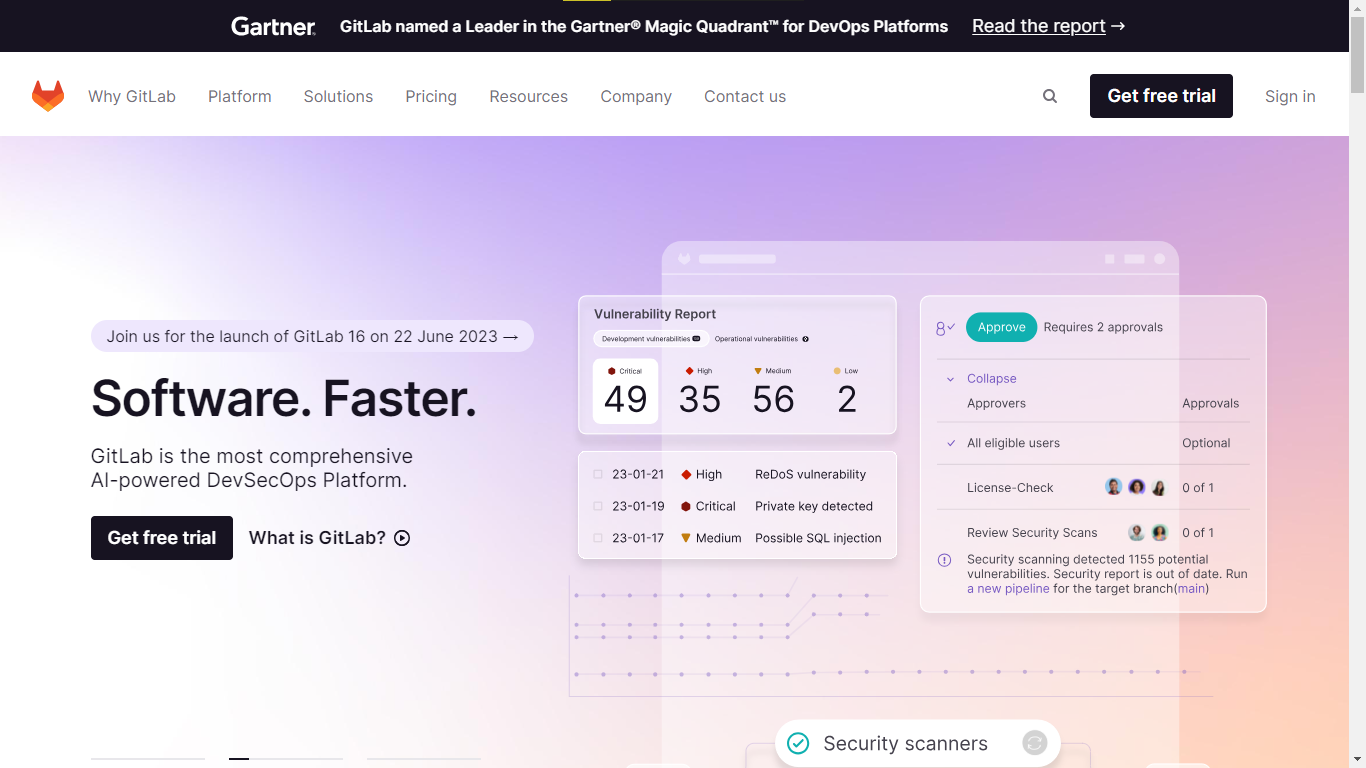 Gartner. GitLab named a Leader in the Gartner® Magic Quadrant™ for DevOps Platforms Read the report →
Why GitLab Platform Solutions Pricing Resources Company Contact us Get free trial Sign in
Join us for the launch of GitLab 16 on 22 June 2023 →
Software. Faster.
GitLab is the most comprehensive
AI-powered DevSecOps Platform.
Get free trial What is GitLab?
Vulnerability Report
Development vulnerabilities Operational vulnerabilities
Critical High Medium Low
49 35 56 2
23-01-21 High ReDoS vulnerability
23-01-19 Critical Private key detected
23-01-17 Medium Possible SQL injection
Approve Requires 2 approvals
Collapse
Approvers Approvals
All eligible users Optional
License-Check 0 of 1
Review Security Scans 0 of 1
Security scanning detected 1155 potential
vulnerabilities. Security report is out of date. Run
a new pipeline for the target branch(main)
Security scanners